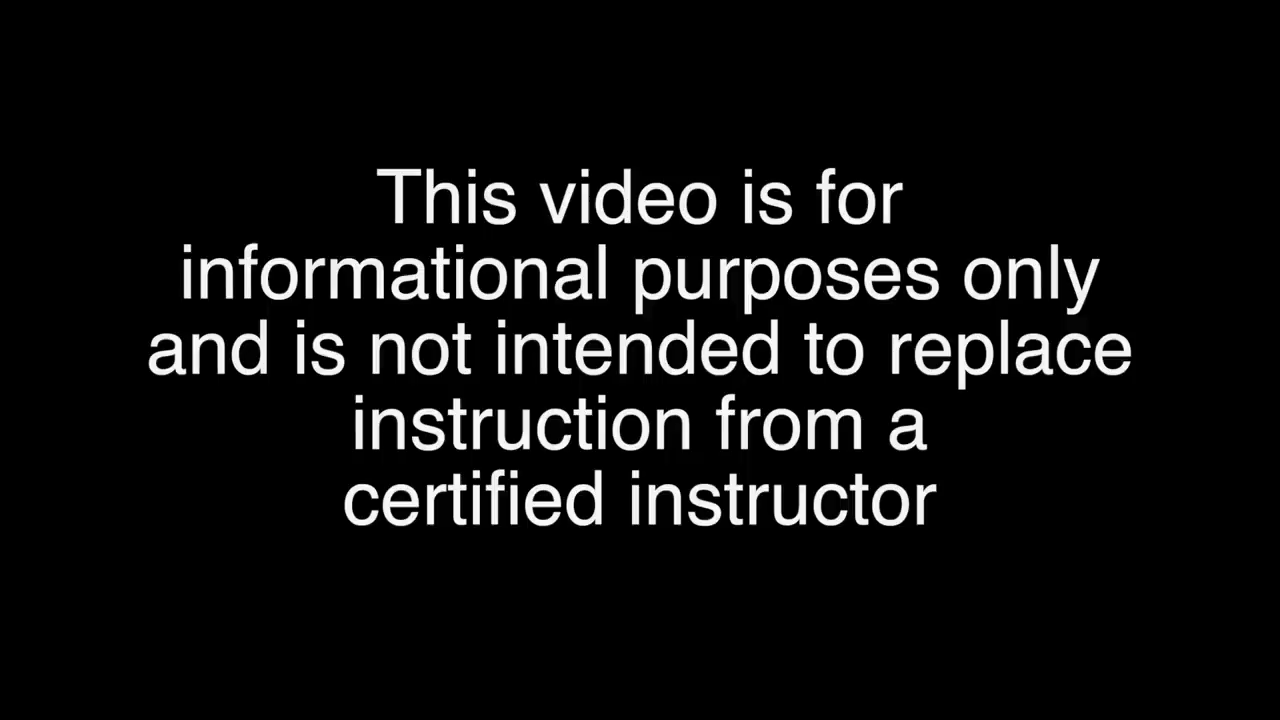 This video is for
informational purposes only
and is not intended to replace
instruction from a
certified instructor